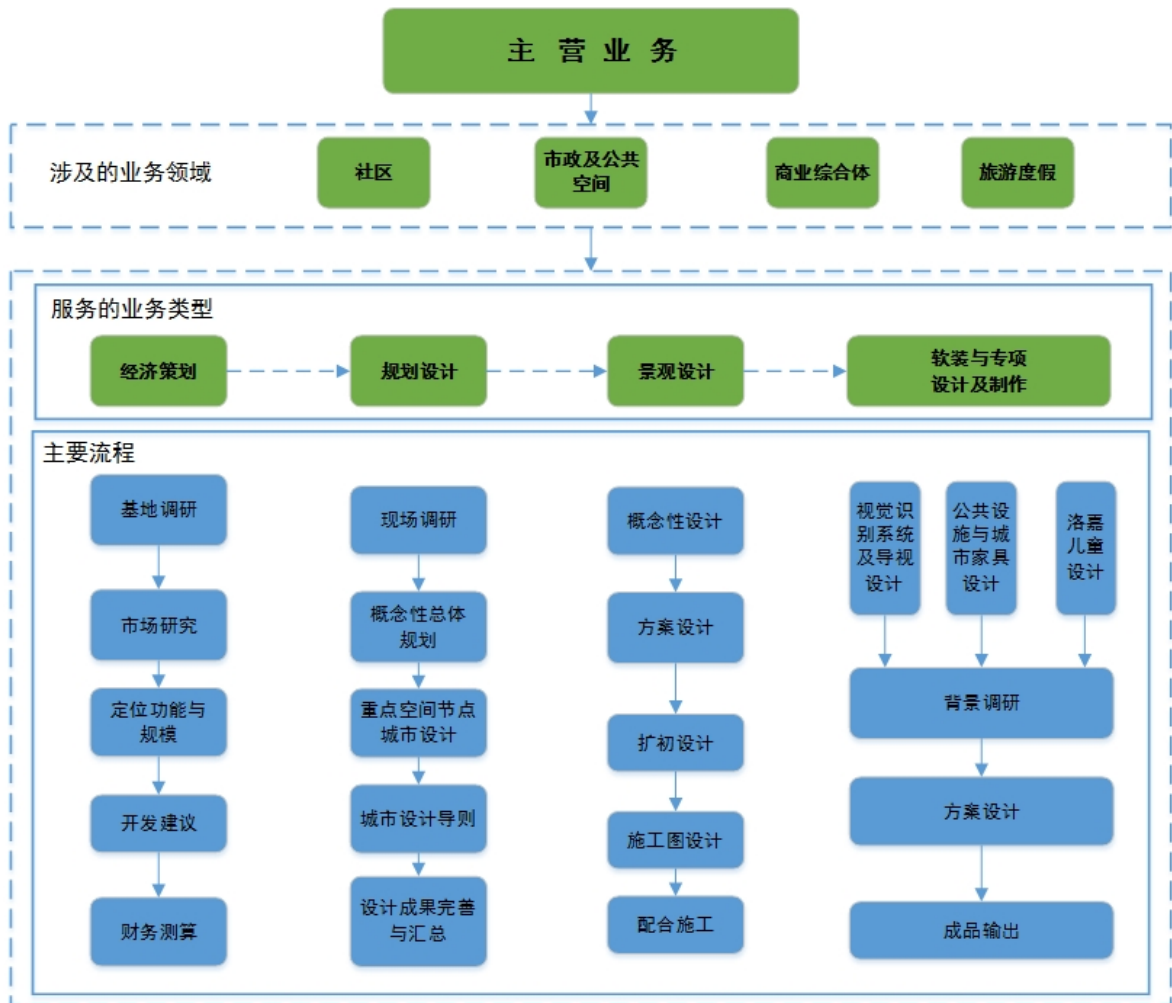 主 营 业 务
涉及的业务领域
社区
市政及公共
空间
商业综合体
旅游度假
服务的业务类型
经济策划
规划设计
景观设计
软装与专项
设计及制作
主要流程
基地调研
市场研究
定位功能与
规模
开发建议
财务测算
现场调研
概念性总体
规划
重点空间节点
城市设计
城市设计导则
设计成果完善
与汇总
概念性设计
方案设计
扩初设计
施工图设计
配合施工
视觉识
别系统
及导视
设计
公共设
施与城
市家具
设计
洛嘉
儿童
设计
背景调研
方案设计
成品输出